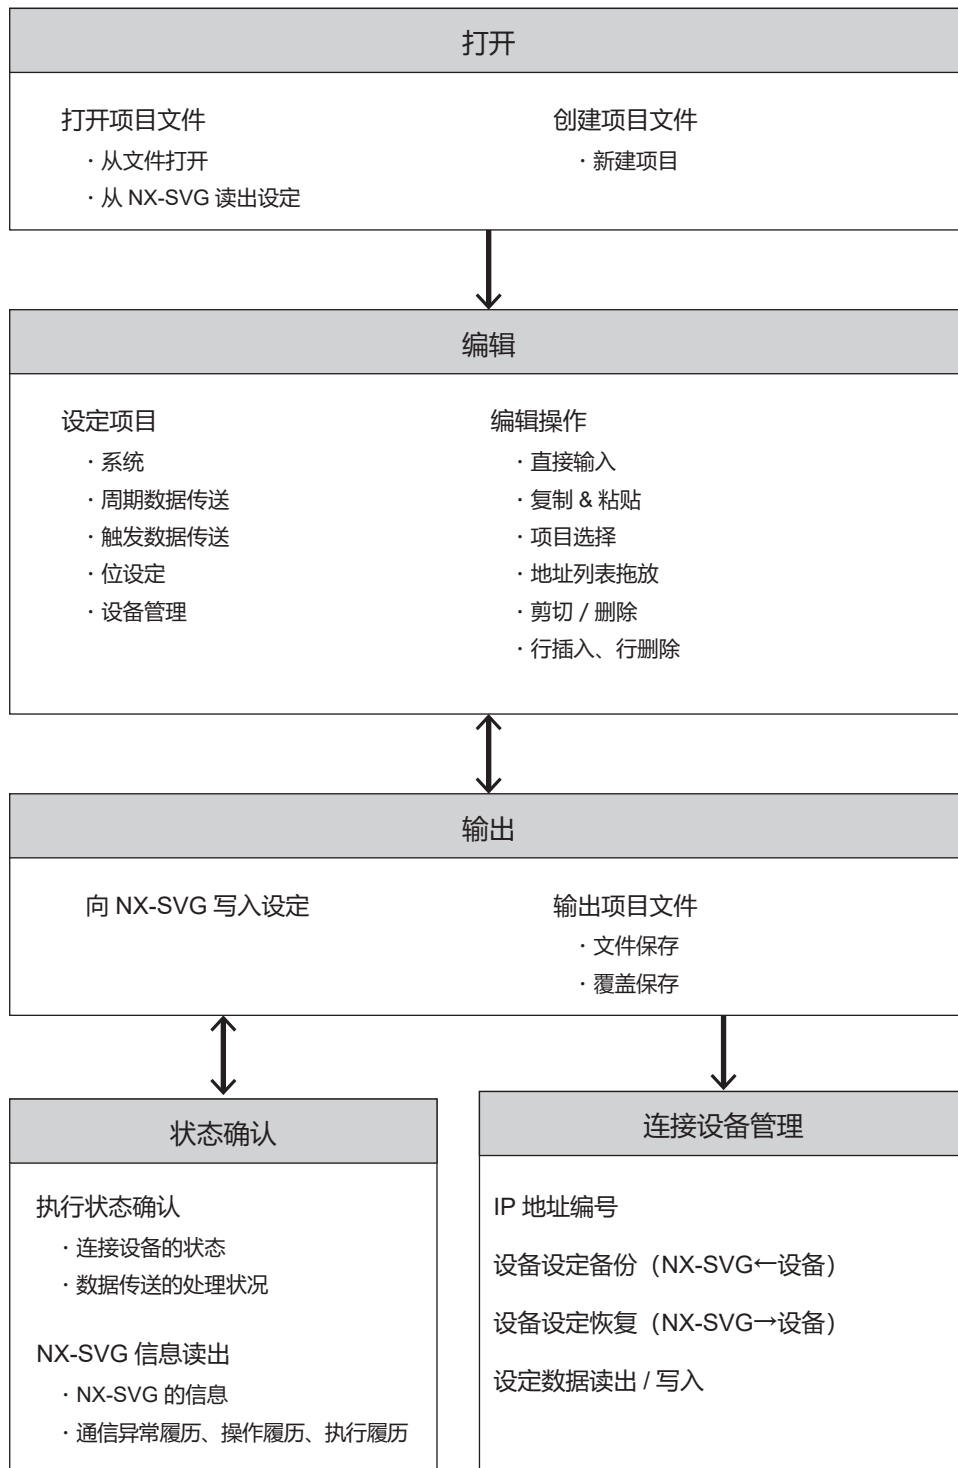 打开
打开项目文件
・从文件打开
・从 NX-SVG 读出设定
创建项目文件
・新建项目
编辑
设定项目
・系统
・周期数据传送
・触发数据传送
・位设定
・设备管理
编辑操作
・直接输入
・复制 & 粘贴
・项目选择
・地址列表拖放
・剪切 / 删除
・行插入、行删除
输出
向 NX-SVG 写入设定
输出项目文件
・文件保存
・覆盖保存
状态确认
执行状态确认
・连接设备的状态
・数据传送的处理状况
NX-SVG 信息读出
・NX-SVG 的信息
・通信异常履历、操作履历、执行履历
连接设备管理
IP 地址编号
设备设定备份（NX-SVG←设备）
设备设定恢复（NX-SVG→设备）
设定数据读出 / 写入